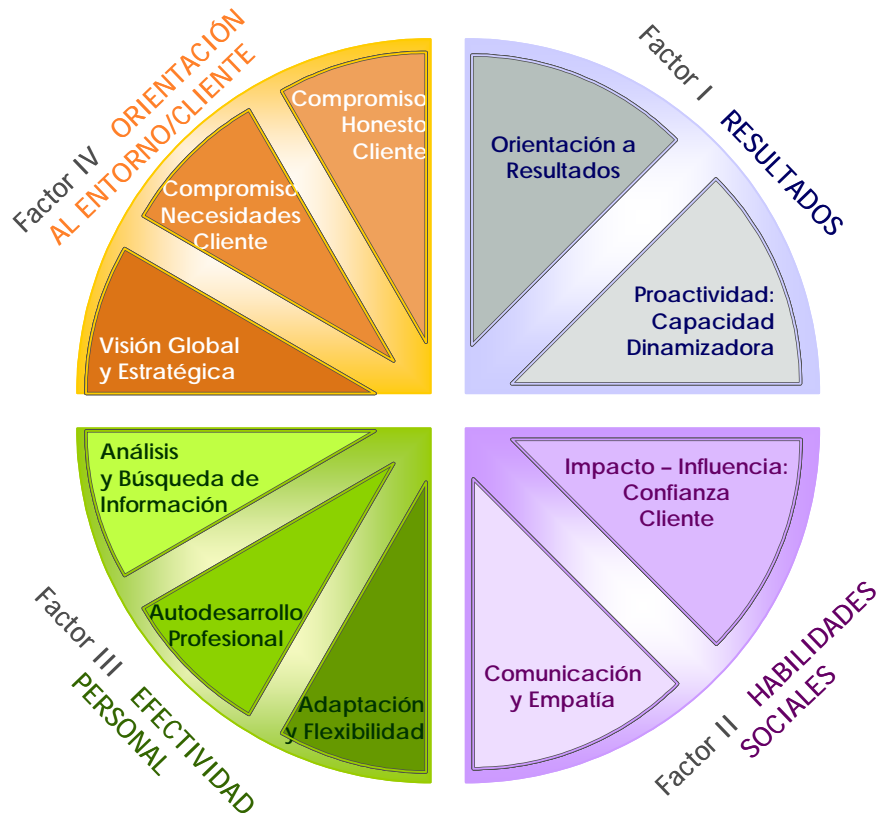 Factor I RESULTADOS
Orientación a
Resultados
Proactividad:
Capacidad
Dinamizadora
Factor II HABILIDADES
SOCIALES
Impacto – Influencia:
Confianza
Cliente
Comunicación
y Empatía
Factor III EFECTIVIDAD
PERSONAL
Adaptación
y Flexibilidad
Autodesarrollo
Profesional
Análisis
y Búsqueda de
Información
Factor IV ORIENTACIÓN
AL ENTORNO/CLIENTE
Visión Global
y Estratégica
Compromiso
Necesidades
Cliente
Compromiso
Honesto
Cliente